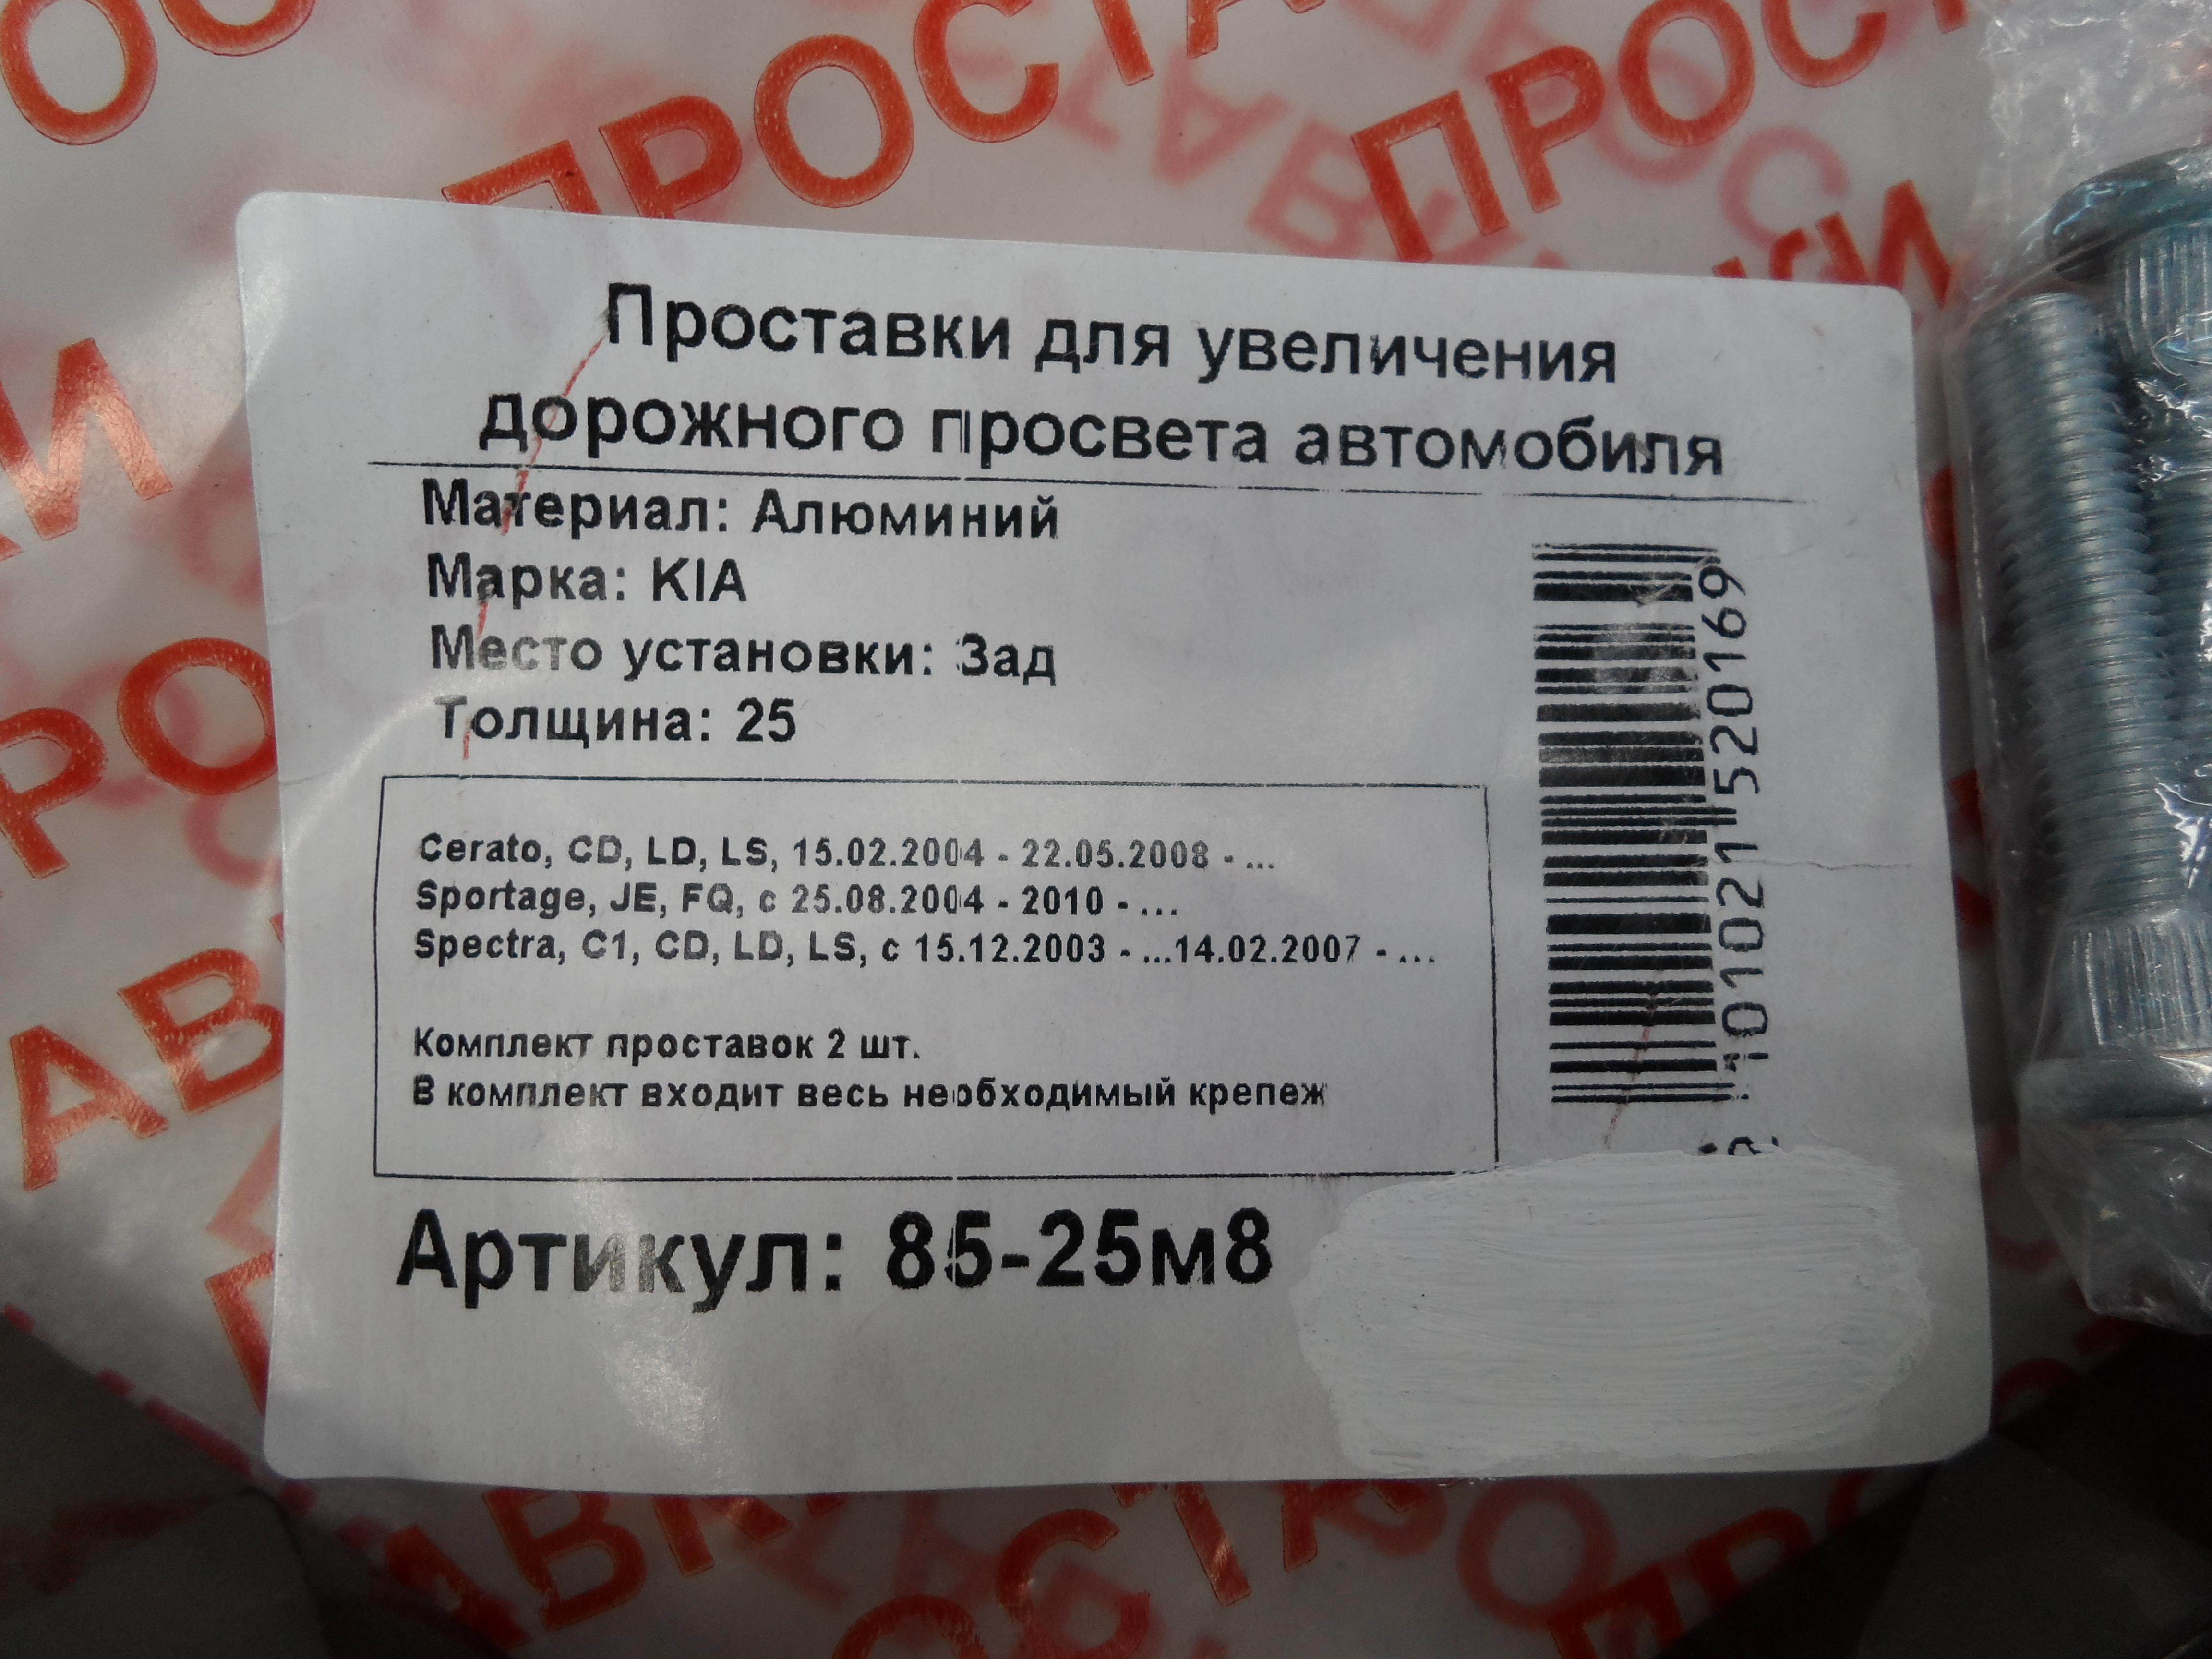 Проставки для увеличения
дорожного просвета автомобиля
Материал: Алюминий
Марка: KIA
Место установки: Зад
Толщина: 25
Cerato, CD, LD, LS, 15.02.2004 - 22.05.2008 - ...
Sportage, JE, FQ, с 25.08.2004 - 2010 - ...
Spectra, C1, CD, LD, LS, с 15.12.2003 - ...14.02.2007 - ...
Комплект проставок 2 шт.
В комплект входит весь необходимый крепеж
Артикул: 85-25м8